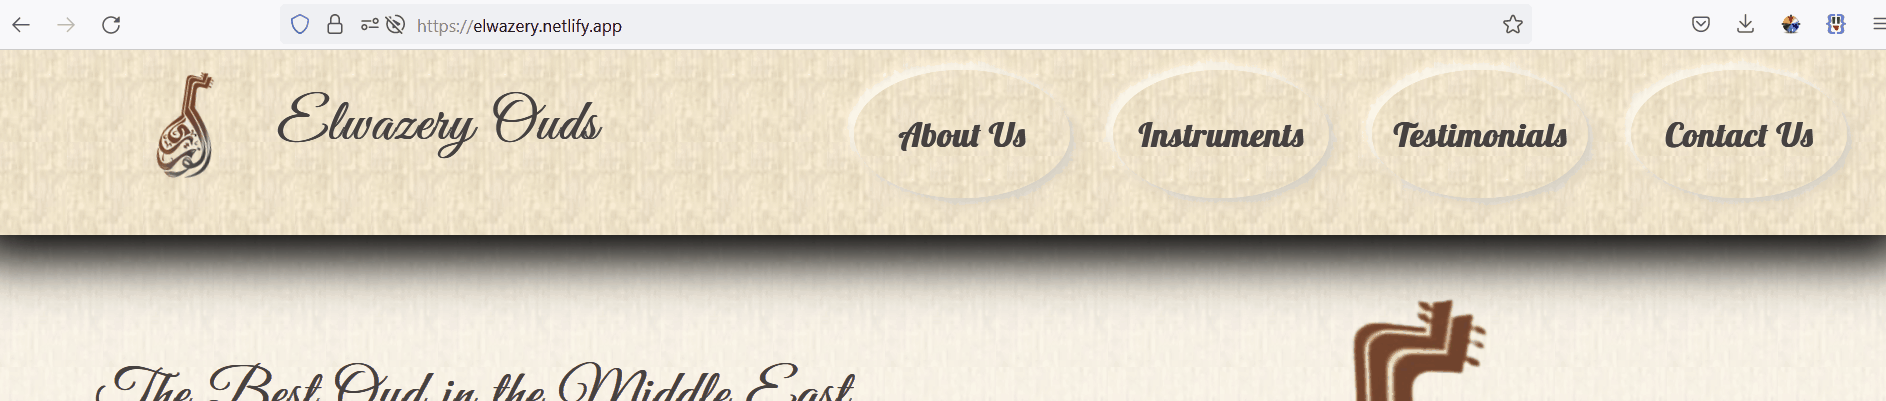 https://elwazery.netlify.app
Elwazery Ouds
About Us
Instruments
Testimonials
Contact Us
The Best Oud in the Middle East